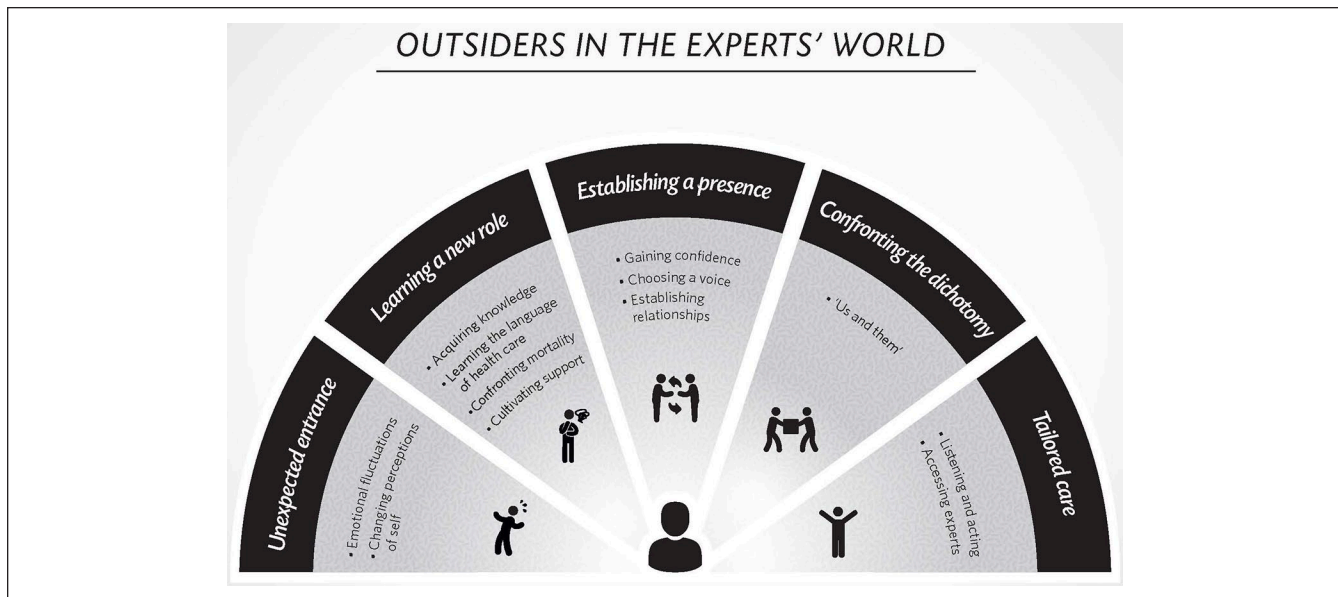 OUTSIDERS IN THE EXPERTS’ WORLD
Unexpected entrance
• Emotional fluctuations
• Changing perceptions
of self
Learning a new role
• Acquiring knowledge
• Learning the language
of health care
• Confronting mortality
• Cultivating support
Establishing a presence
• Gaining confidence
• Choosing a voice
• Establishing
relationships
Confronting the dichotomy
• ‘Us and them’
Tailored care
• Listening and acting
• Accessing experts